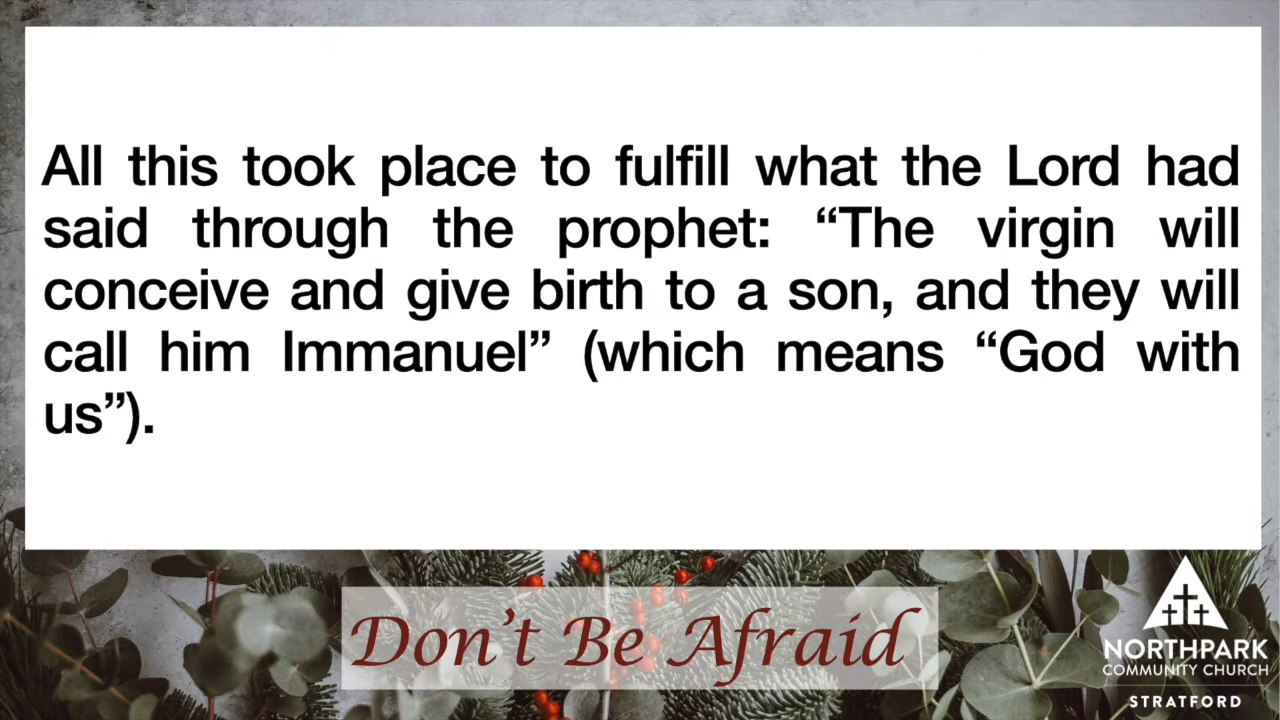 All this took place to fulfill what the Lord had
said through the prophet: “The virgin will
conceive and give birth to a son, and they will
call him Immanuel” (which means “God with
us”).
Don’t Be Afraid
NORTHPARK
COMMUNITY CHURCH
STRATFORD